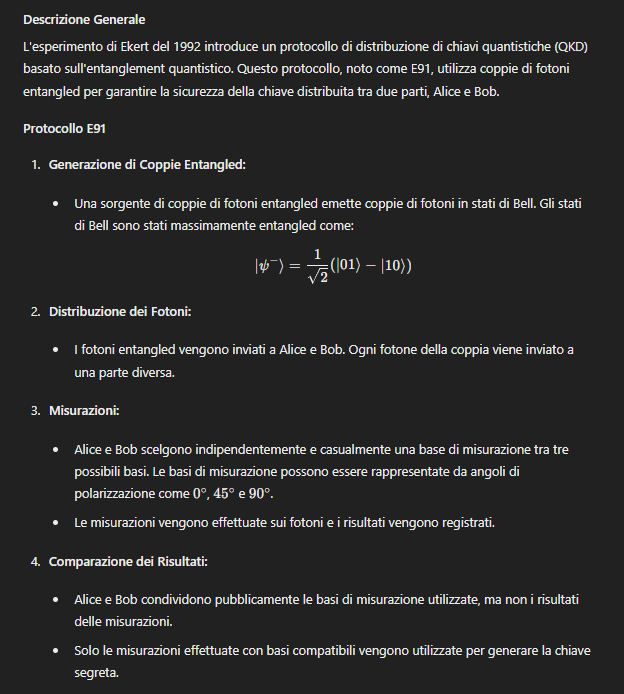 Descrizione Generale
L'esperimento di Ekert del 1992 introduce un protocollo di distribuzione di chiavi quantistiche (QKD)
basato sull'entanglement quantistico. Questo protocollo, noto come E91, utilizza coppie di fotoni
entangled per garantire la sicurezza della chiave distribuita tra due parti, Alice e Bob.
Protocollo E91
1. Generazione di Coppie Entangled:
• Una sorgente di coppie di fotoni entangled emette coppie di fotoni in stati di Bell. Gli stati
di Bell sono stati massimamente entangled come:
|ψ⁻⟩ = 1/√2 (|01⟩ − |10⟩)
2. Distribuzione dei Fotoni:
• I fotoni entangled vengono inviati a Alice e Bob. Ogni fotone della coppia viene inviato a
una parte diversa.
3. Misurazioni:
• Alice e Bob scelgono indipendentemente e casualmente una base di misurazione tra tre
possibili basi. Le basi di misurazione possono essere rappresentate da angoli di
polarizzazione come 0°, 45° e 90°.
• Le misurazioni vengono effettuate sui fotoni e i risultati vengono registrati.
4. Comparazione dei Risultati:
• Alice e Bob condividono pubblicamente le basi di misurazione utilizzate, ma non i risultati
delle misurazioni.
• Solo le misurazioni effettuate con basi compatibili vengono utilizzate per generare la chiave
segreta.